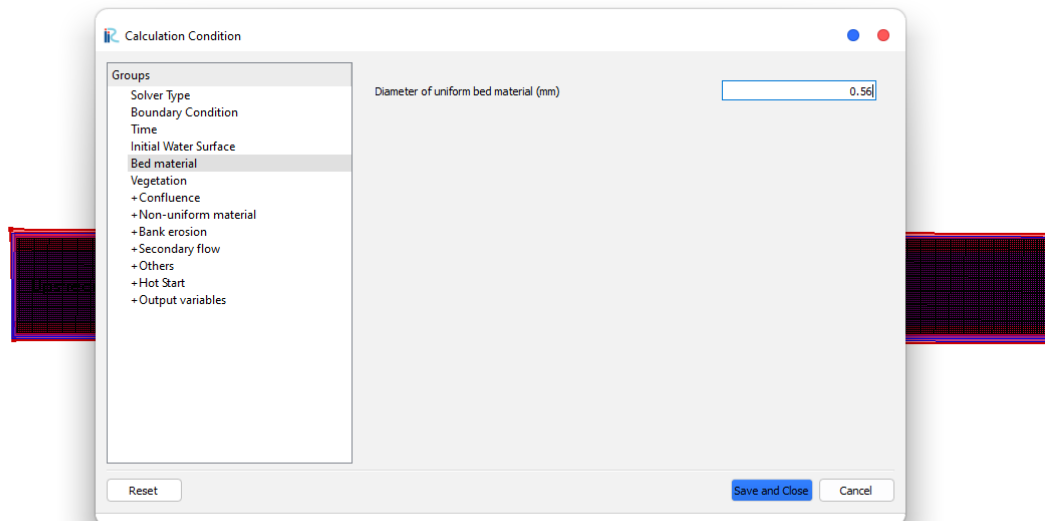 iRC Calculation Condition
Groups
Solver Type
Boundary Condition
Time
Initial Water Surface
Bed material
Vegetation
+Confluence
+Non-uniform material
+Bank erosion
+Secondary flow
+Others
+Hot Start
+Output variables
Diameter of uniform bed material (mm)
0.56
Reset
Save and Close
Cancel